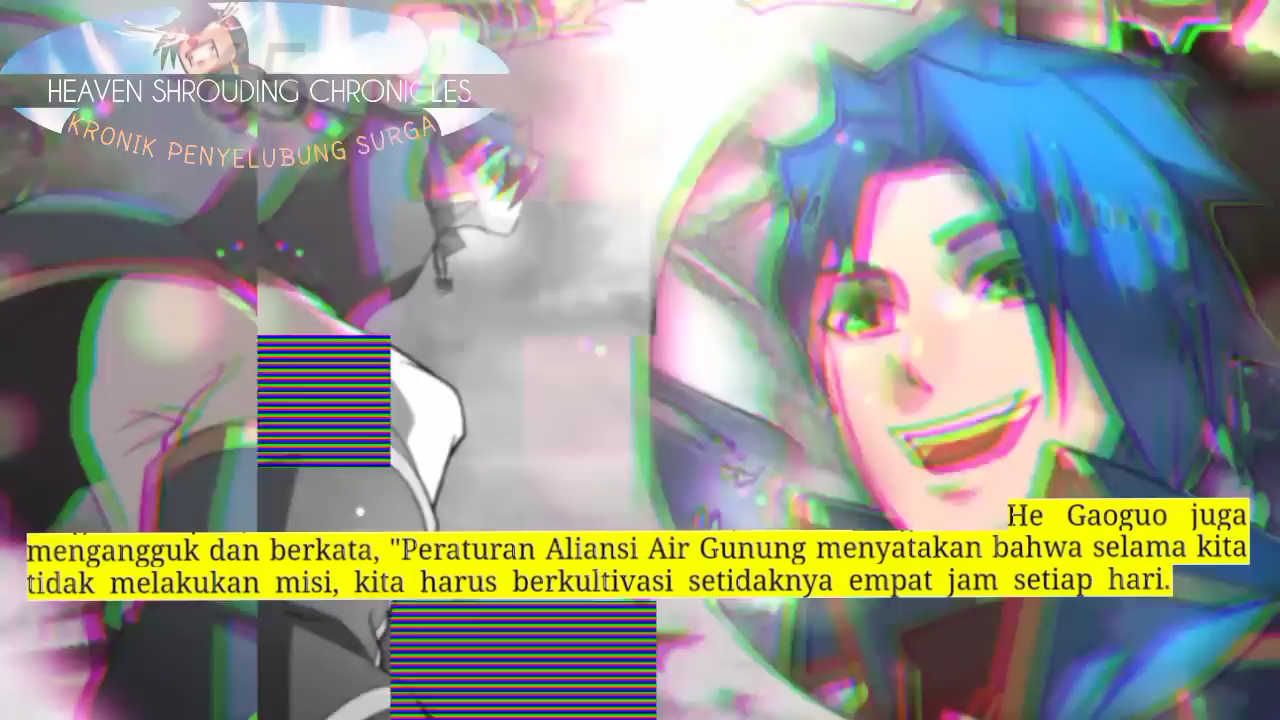 HEAVEN SHROUDING CHRONICLES
KRONIK PENYELUBUNG SURGA
He Gaoguo juga
mengangguk dan berkata, "Peraturan Aliansi Air Gunung menyatakan bahwa selama kita
tidak melakukan misi, kita harus berkultivasi setidaknya empat jam setiap hari.